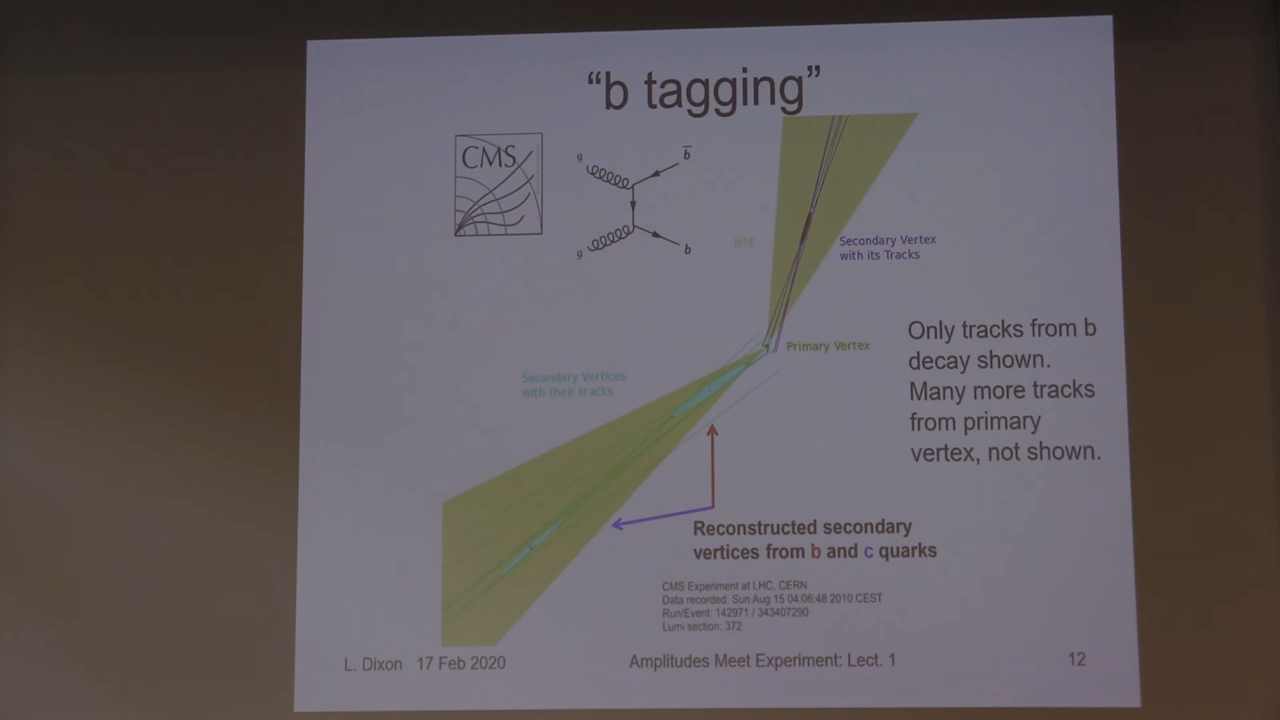 “b tagging”
CMS
g
b
g
b
jets
Secondary Vertex
with its Tracks
Primary Vertex
Secondary Vertices
with their tracks
Only tracks from b
decay shown.
Many more tracks
from primary
vertex, not shown.
Reconstructed secondary
vertices from b and c quarks
CMS Experiment at LHC, CERN
Data recorded: Sun Aug 15 04:06:48 2010 CEST
Run/Event: 142971 / 343407290
Lumi section: 372
L. Dixon 17 Feb 2020
Amplitudes Meet Experiment: Lect. 1
12